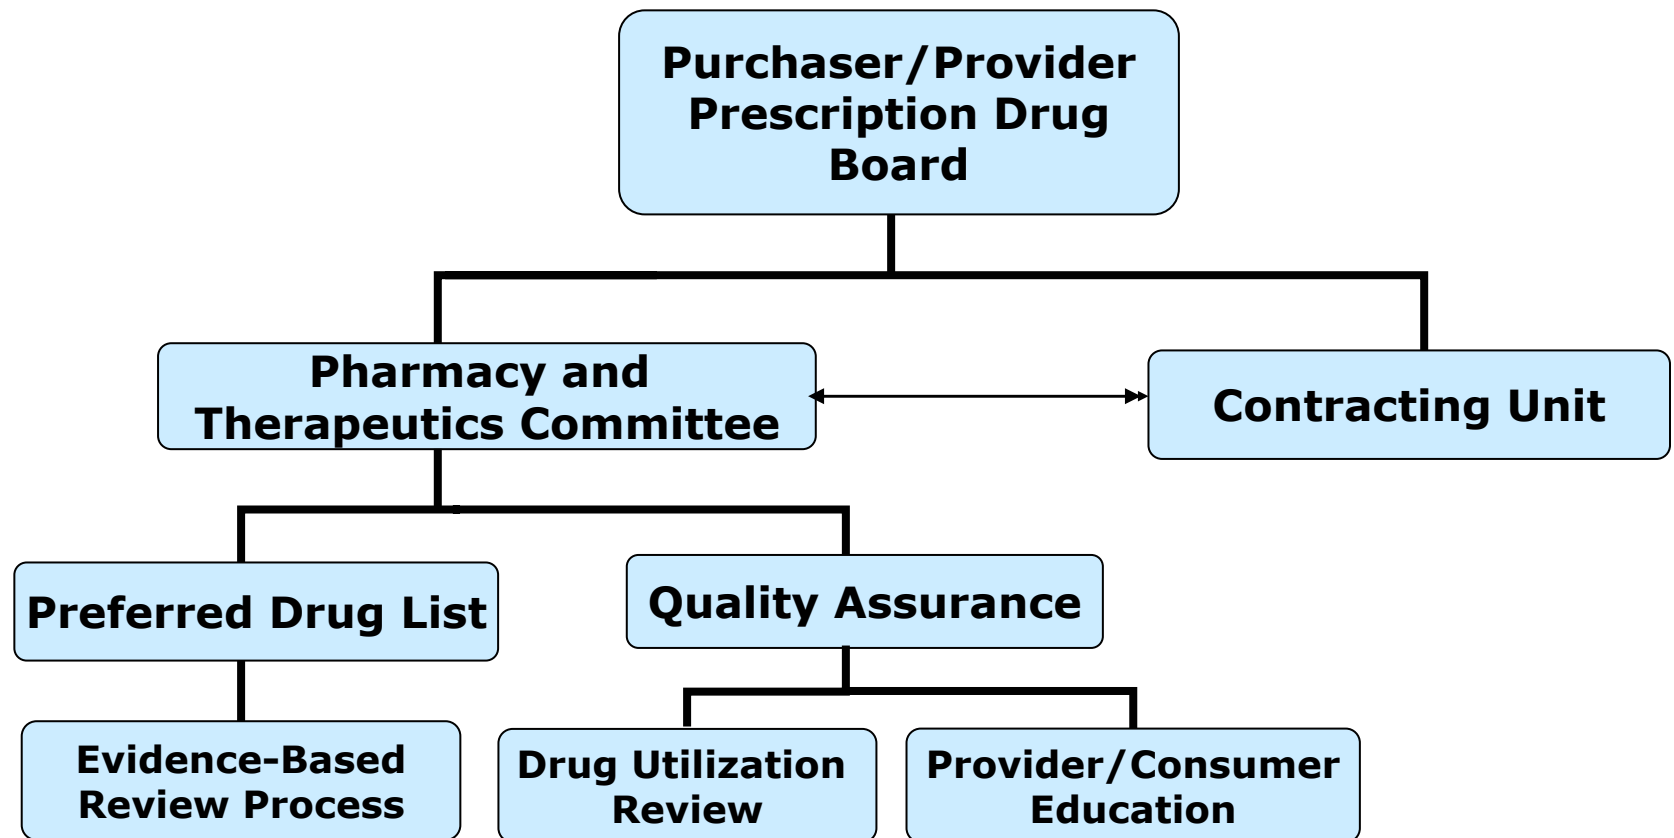 Purchaser/Provider
Prescription Drug
Board
Pharmacy and
Therapeutics Committee
Contracting Unit
Preferred Drug List
Quality Assurance
Evidence-Based
Review Process
Drug Utilization
Review
Provider/Consumer
Education